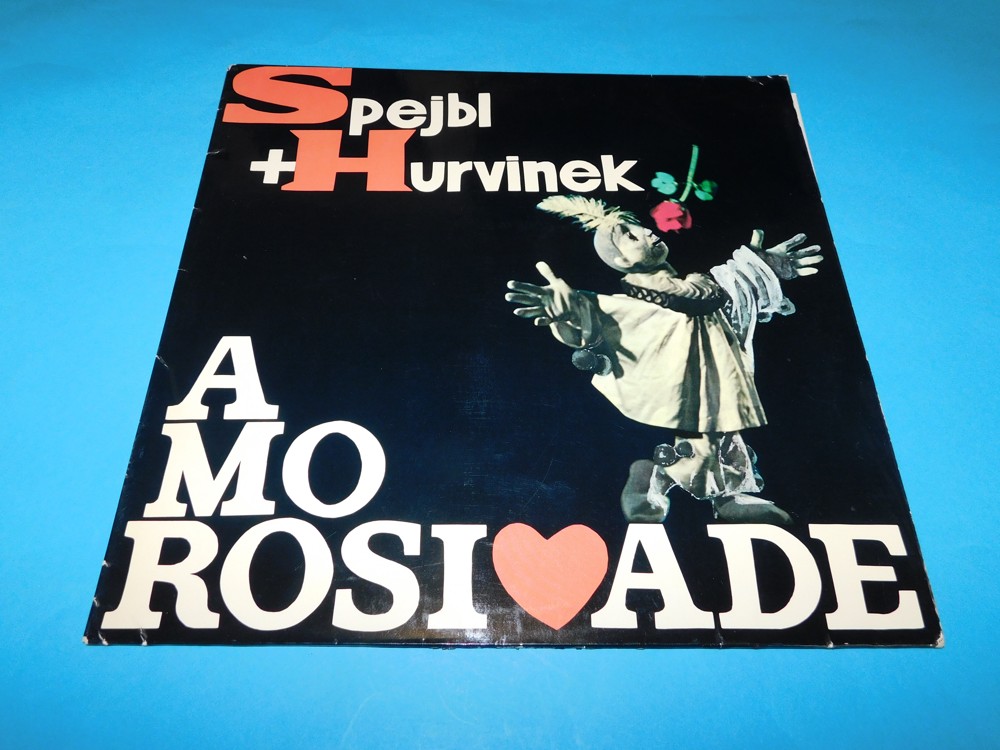 Spejbl
+Hurvinek
A
MO
ROSI♥ADE